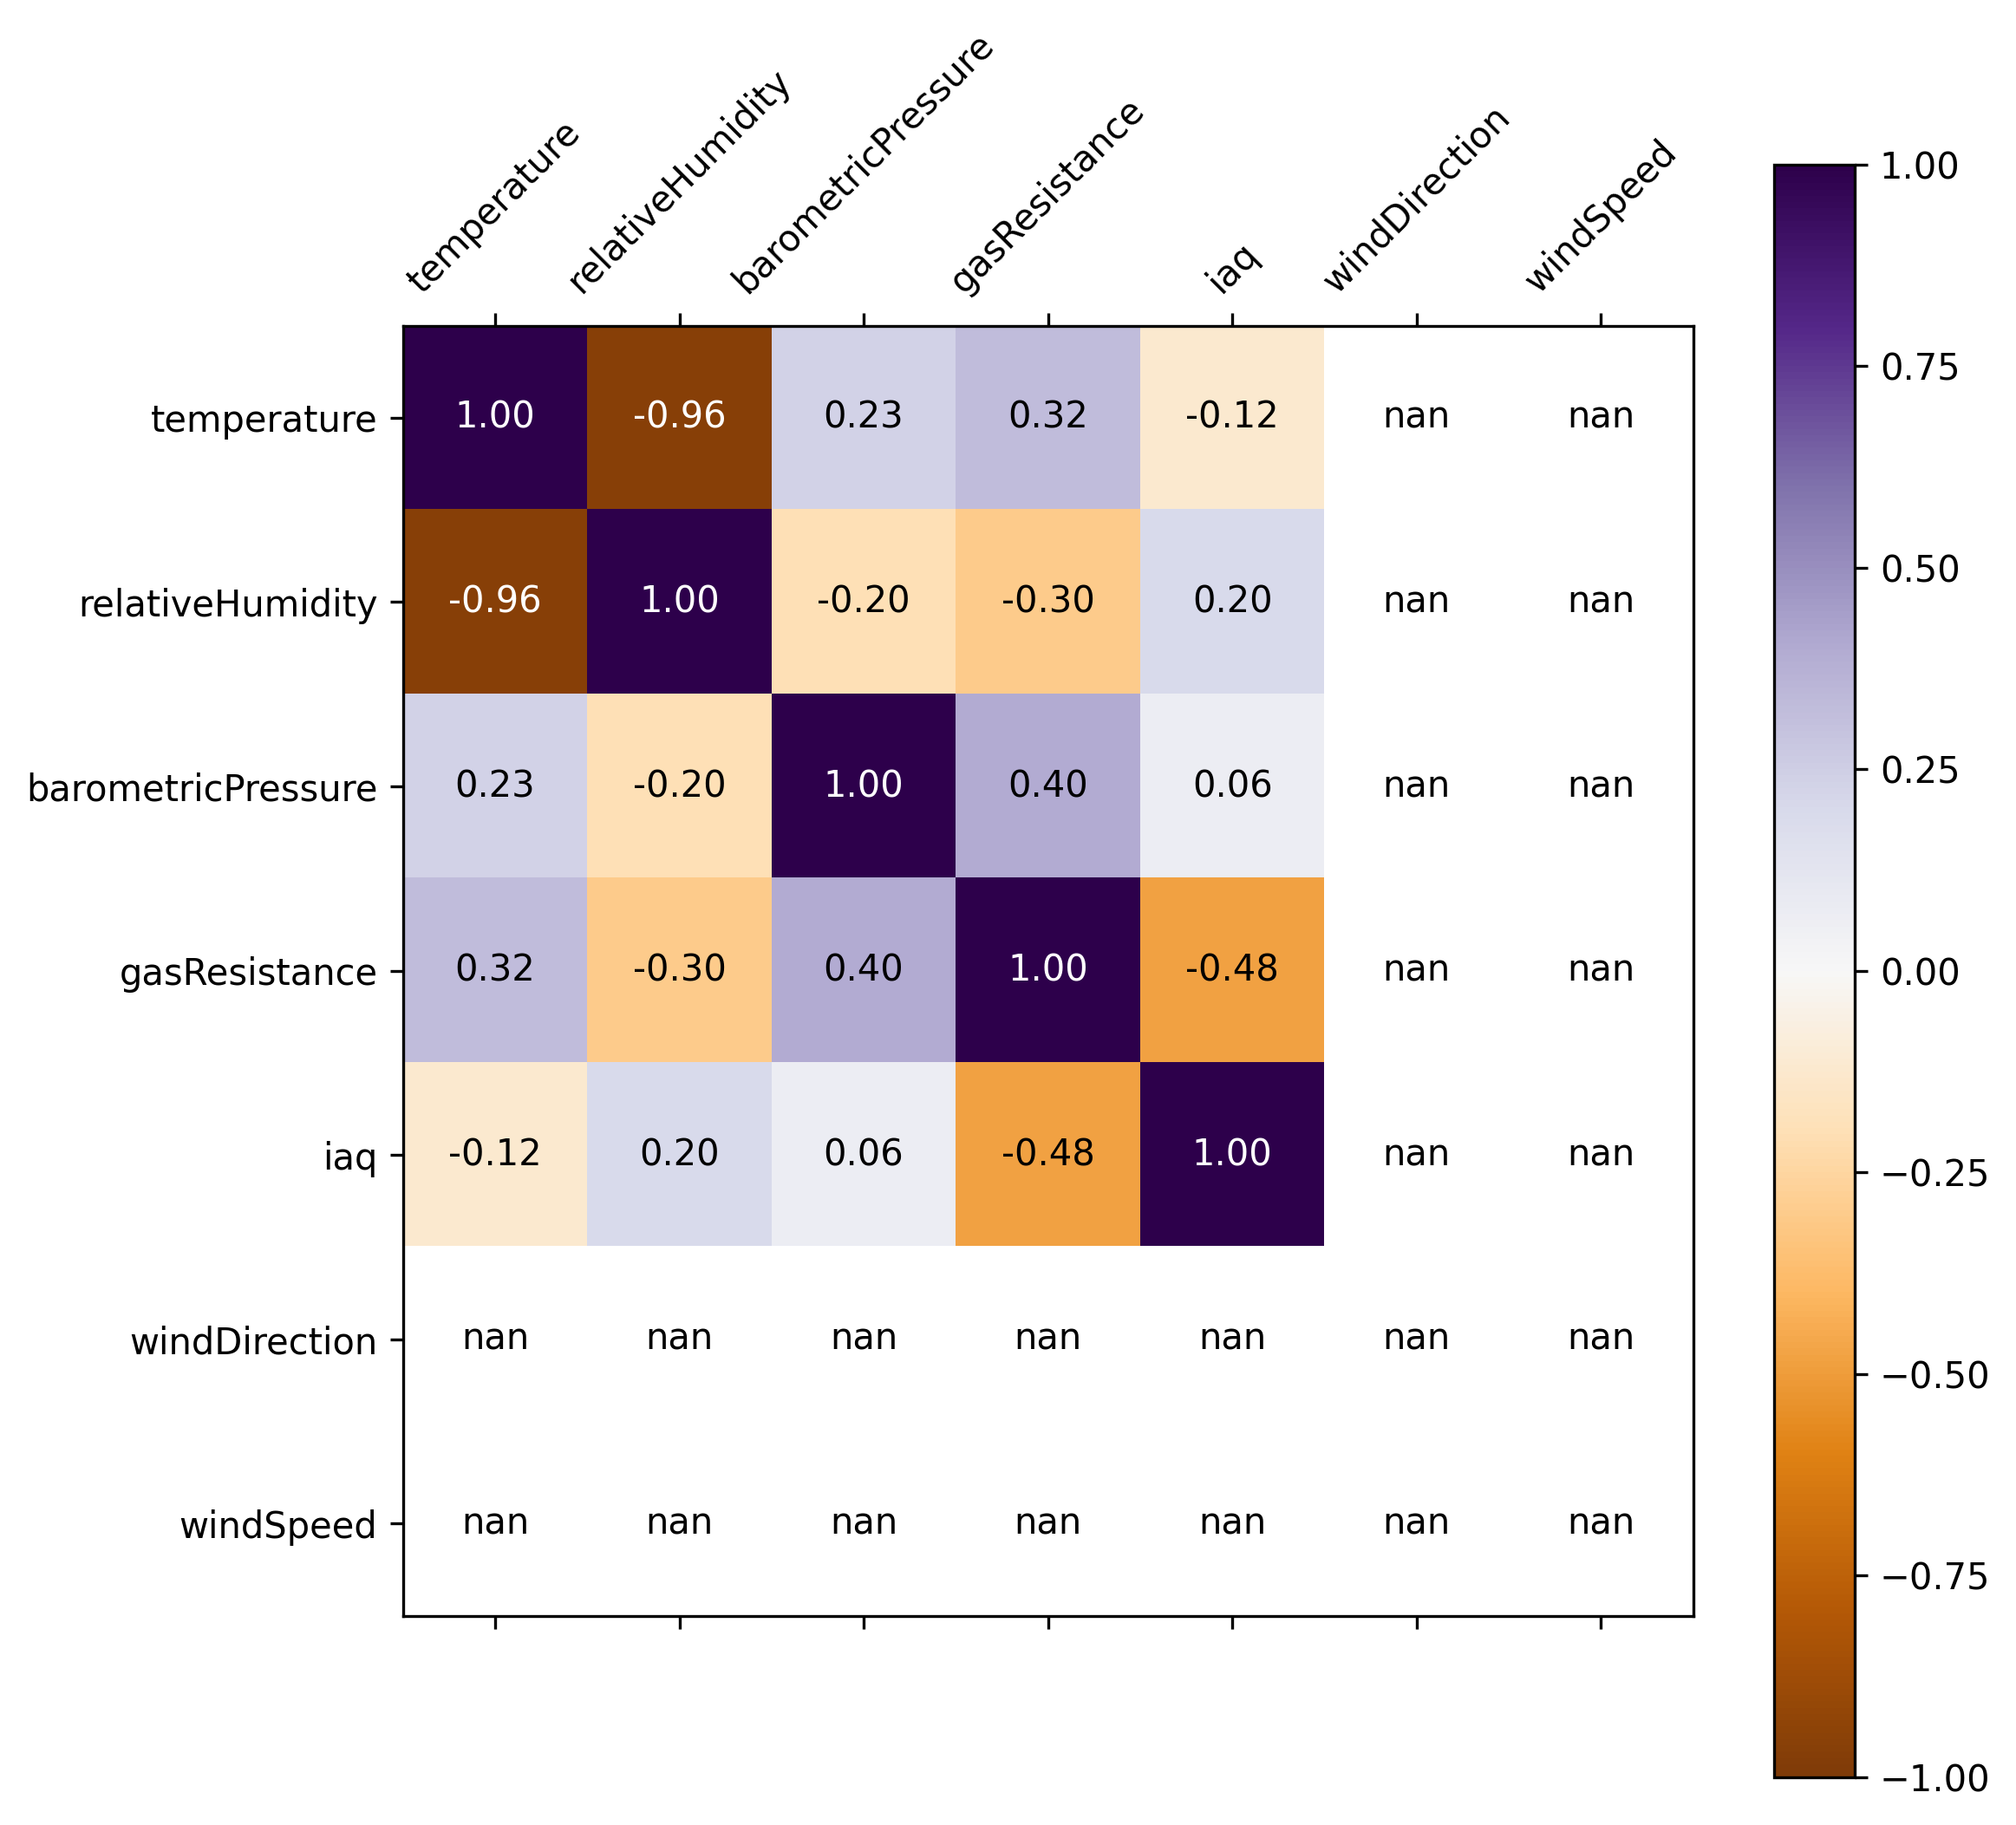 temperature
relativeHumidity
barometricPressure
gasResistance
iaq
windDirection
windSpeed
temperature 1.00 -0.96 0.23 0.32 -0.12 nan nan
relativeHumidity -0.96 1.00 -0.20 -0.30 0.20 nan nan
barometricPressure 0.23 -0.20 1.00 0.40 0.06 nan nan
gasResistance 0.32 -0.30 0.40 1.00 -0.48 nan nan
iaq -0.12 0.20 0.06 -0.48 1.00 nan nan
windDirection nan nan nan nan nan nan nan
windSpeed nan nan nan nan nan nan nan
1.00
0.75
0.50
0.25
0.00
−0.25
−0.50
−0.75
−1.00